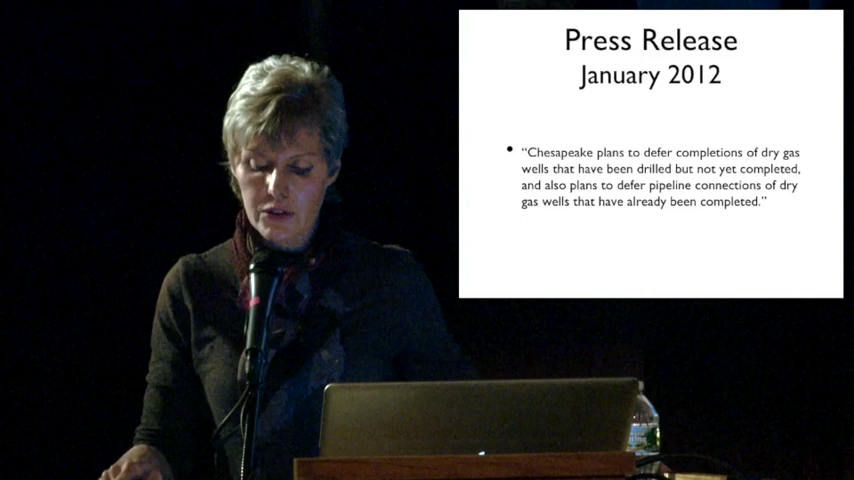 Press Release
January 2012
• “Chesapeake plans to defer completions of dry gas
wells that have been drilled but not yet completed,
and also plans to defer pipeline connections of dry
gas wells that have already been completed.”